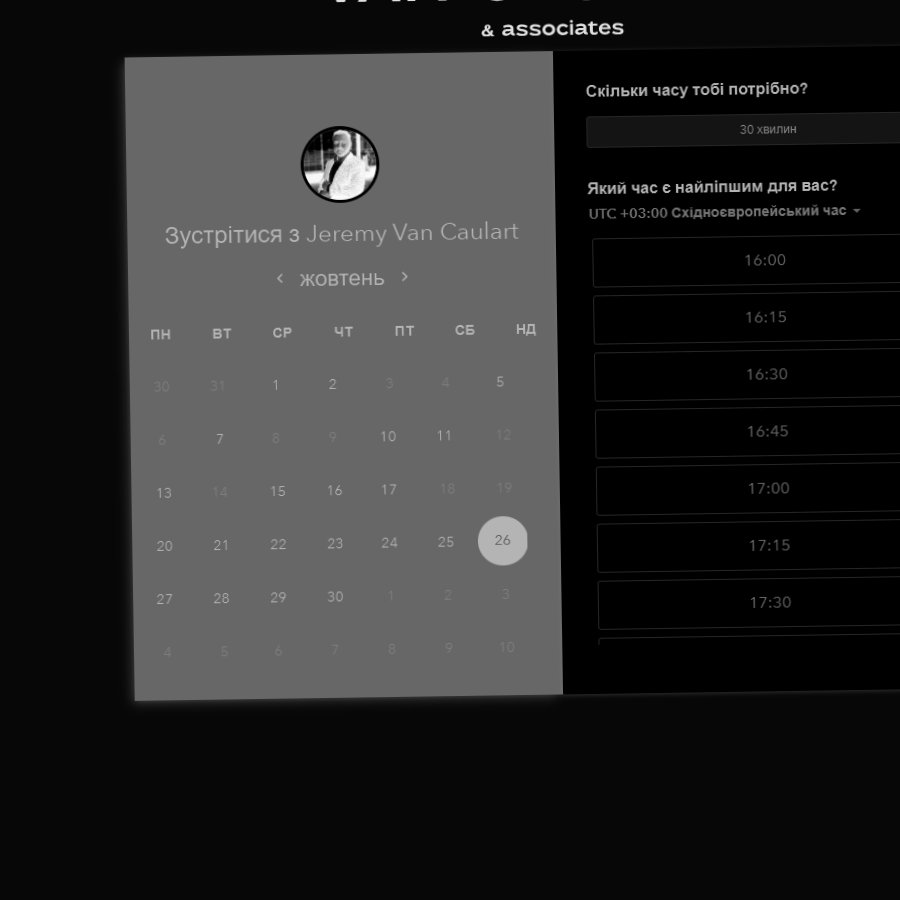 & associates
Зустрітися з Jeremy Van Caulart
‹ жовтень ›
ПН ВТ СР ЧТ ПТ СБ НД
30 31 1 2 3 4 5
6 7 8 9 10 11 12
13 14 15 16 17 18 19
20 21 22 23 24 25 26
27 28 29 30 1 2 3
4 5 6 7 8 9 10
Скільки часу тобі потрібно?
30 хвилин
Який час є найліпшим для вас?
UTC +03:00 Східноєвропейський час
16:00
16:15
16:30
16:45
17:00
17:15
17:30